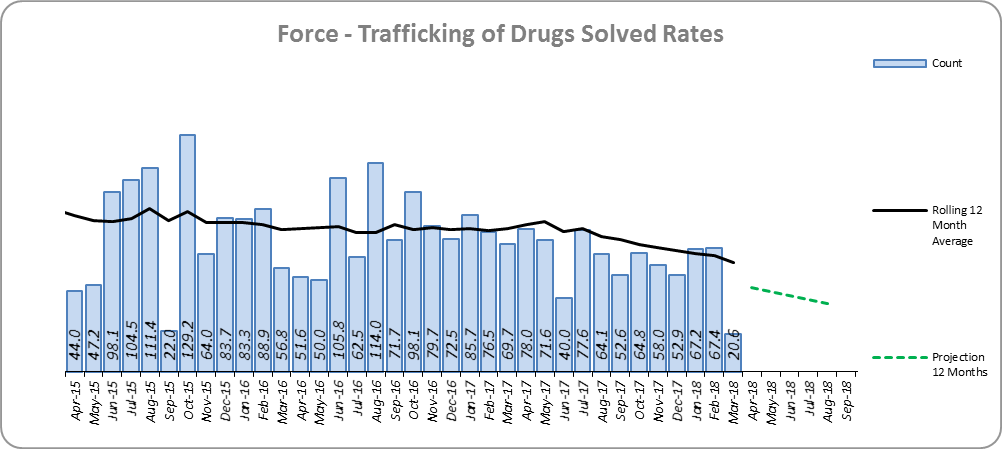 Force - Trafficking of Drugs Solved Rates
Count
Rolling 12
Month
Average
Projection
12 Months
44.0
47.2
98.1
104.5
111.4
22.0
129.2
64.0
83.7
83.3
88.9
56.8
51.6
50.0
105.8
62.5
114.0
71.7
98.1
79.7
72.5
85.7
76.5
69.7
78.0
71.6
40.0
77.6
64.1
52.6
64.8
58.0
52.9
67.2
67.4
20.6
Apr-15
May-15
Jun-15
Jul-15
Aug-15
Sep-15
Oct-15
Nov-15
Dec-15
Jan-16
Feb-16
Mar-16
Apr-16
May-16
Jun-16
Jul-16
Aug-16
Sep-16
Oct-16
Nov-16
Dec-16
Jan-17
Feb-17
Mar-17
Apr-17
May-17
Jun-17
Jul-17
Aug-17
Sep-17
Oct-17
Nov-17
Dec-17
Jan-18
Feb-18
Mar-18
Apr-18
May-18
Jun-18
Jul-18
Aug-18
Sep-18